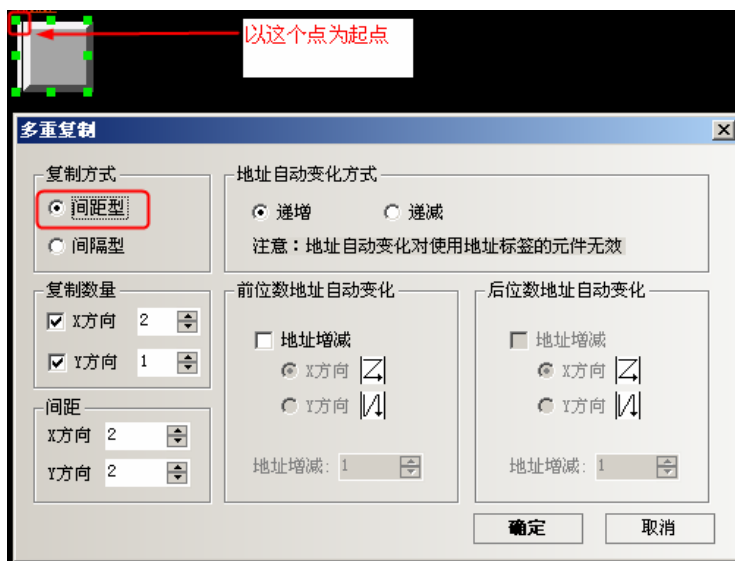 以这个点为起点
多重复制
复制方式
间距型
间隔型
地址自动变化方式
递增 递减
注意：地址自动变化对使用地址标签的元件无效
复制数量
X方向 2
Y方向 1
间距
X方向 2
Y方向 2
前位数地址自动变化
地址增减
X方向
Y方向
地址增减: 1
后位数地址自动变化
地址增减
X方向
Y方向
地址增减: 1
确定 取消